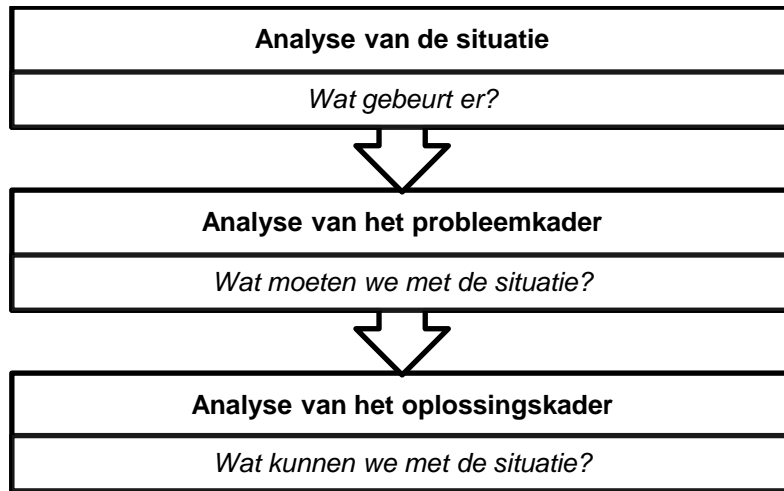 Analyse van de situatie
Wat gebeurt er?
Analyse van het probleemkader
Wat moeten we met de situatie?
Analyse van het oplossingskader
Wat kunnen we met de situatie?